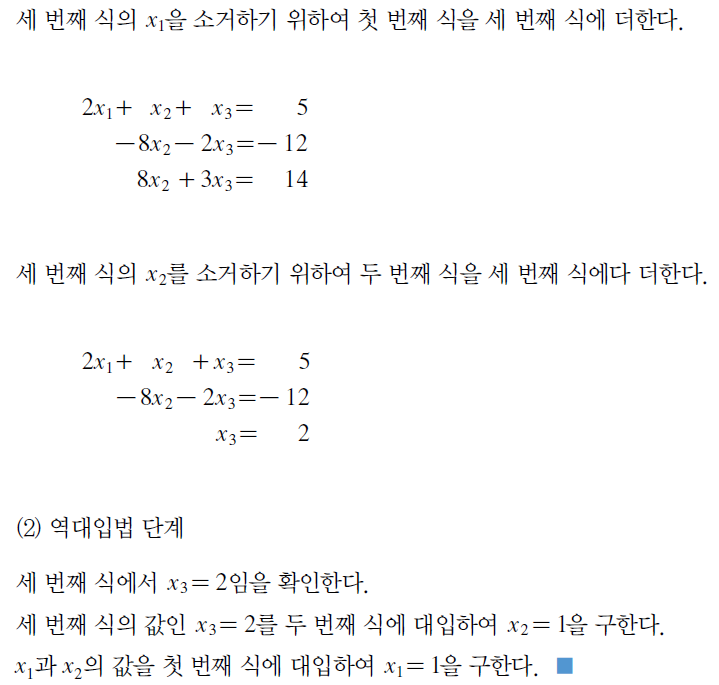 세 번째 식의 x₁을 소거하기 위하여 첫 번째 식을 세 번째 식에 더한다.
2x₁+ x₂+ x₃= 5
−8x₂− 2x₃=− 12
8x₂ +3x₃= 14
세 번째 식의 x₂를 소거하기 위하여 두 번째 식을 세 번째 식에다 더한다.
2x₁+ x₂ +x₃= 5
−8x₂− 2x₃=− 12
x₃= 2
(2) 역대입법 단계
세 번째 식에서 x₃= 2임을 확인한다.
세 번째 식의 값인 x₃= 2를 두 번째 식에 대입하여 x₂= 1을 구한다.
x₁과 x₂의 값을 첫 번째 식에 대입하여 x₁= 1을 구한다. ■